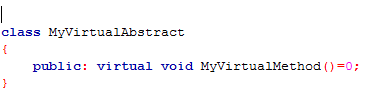 class MyVirtualAbstract
{
    public: virtual void MyVirtualMethod()=0;
}